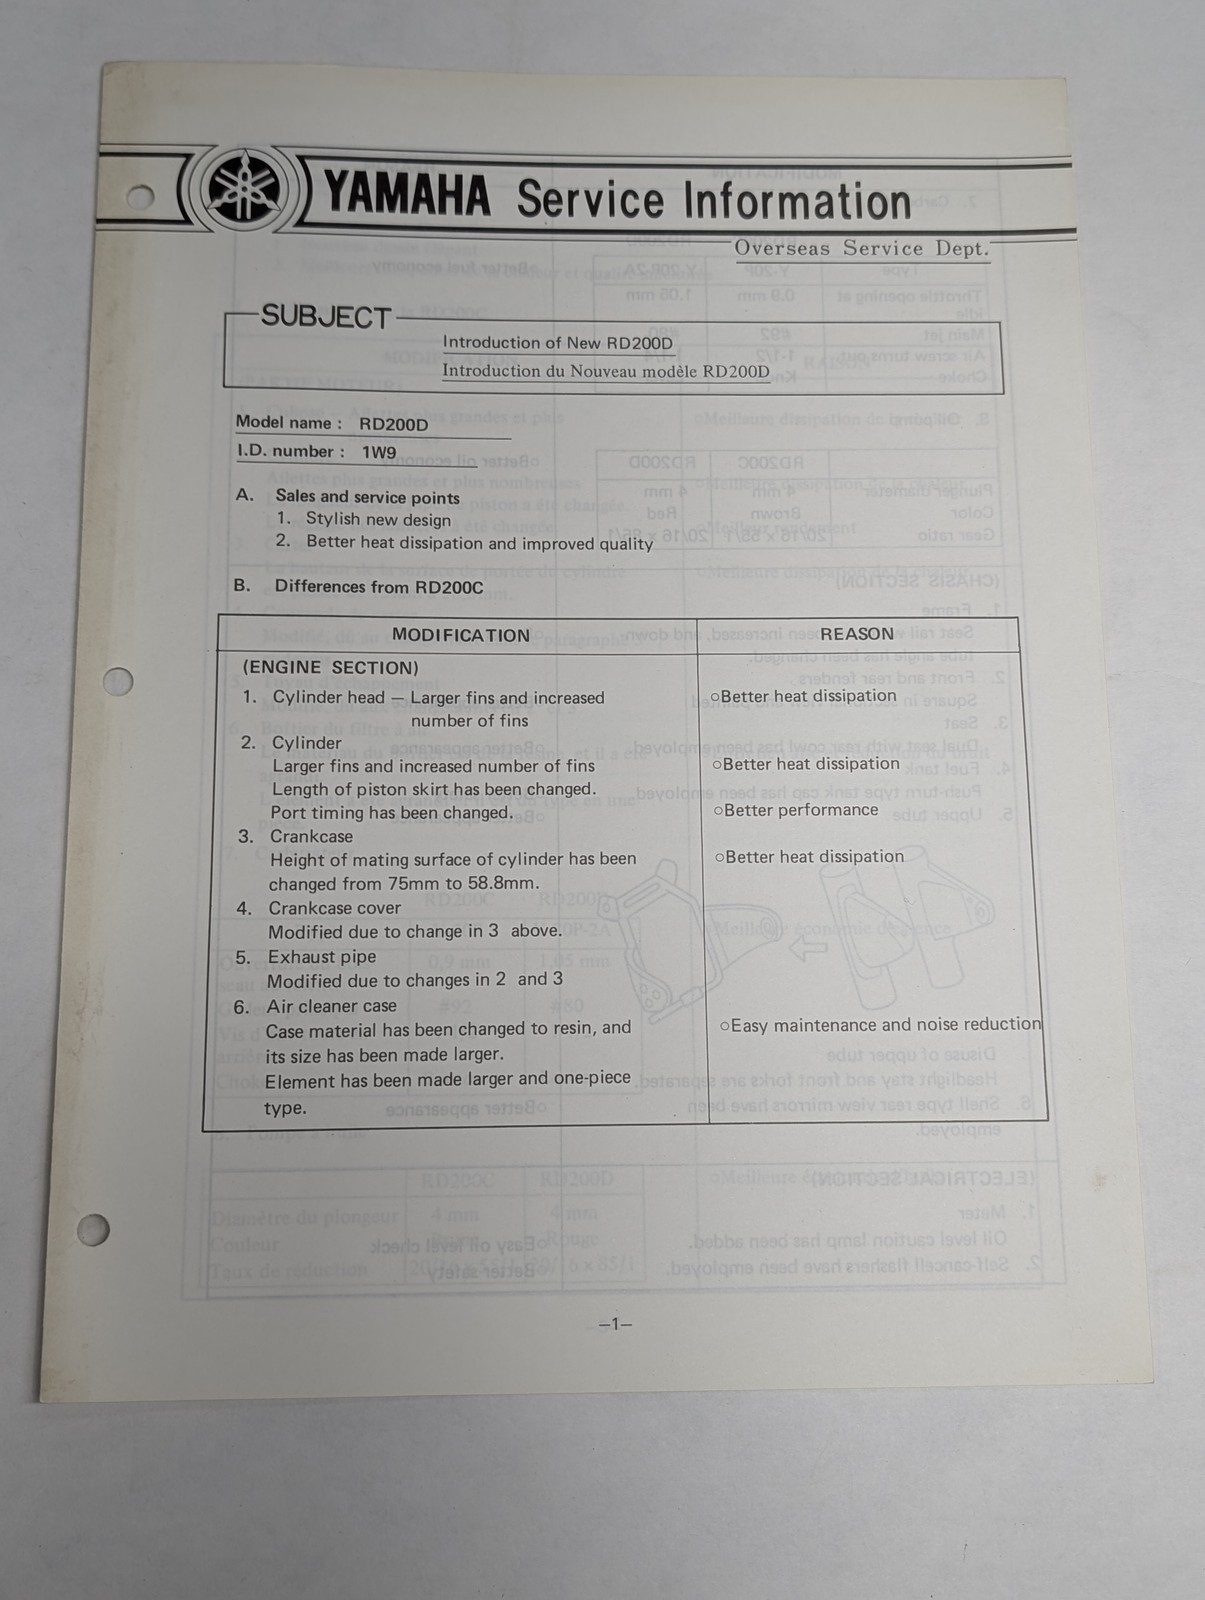 YAMAHA Service Information
Overseas Service Dept.
SUBJECT
Introduction of New RD200D
Introduction du Nouveau modèle RD200D
Model name : RD200D
I.D. number : 1W9
A. Sales and service points
1. Stylish new design
2. Better heat dissipation and improved quality
B. Differences from RD200C
MODIFICATION REASON
(ENGINE SECTION)
1. Cylinder head — Larger fins and increased ○Better heat dissipation
number of fins
2. Cylinder
Larger fins and increased number of fins ○Better heat dissipation
Length of piston skirt has been changed.
Port timing has been changed. ○Better performance
3. Crankcase
Height of mating surface of cylinder has been ○Better heat dissipation
changed from 75mm to 58.8mm.
4. Crankcase cover
Modified due to change in 3 above.
5. Exhaust pipe
Modified due to changes in 2 and 3
6. Air cleaner case
Case material has been changed to resin, and ○Easy maintenance and noise reduction
its size has been made larger.
Element has been made larger and one-piece
type.
—1—